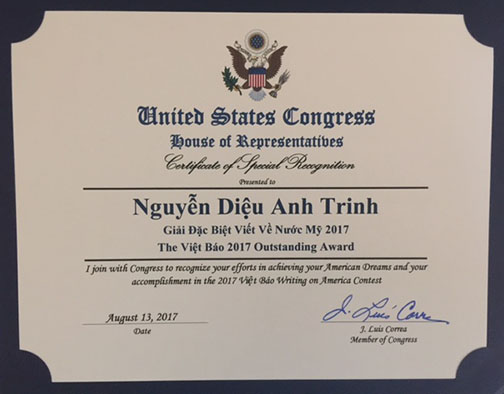 United States Congress
House of Representatives
Certificate of Special Recognition
Presented to
Nguyễn Diệu Anh Trinh
Giải Đặc Biệt Viết Về Nước Mỹ 2017
The Việt Báo 2017 Outstanding Award
I join with Congress to recognize your efforts in achieving your American Dreams and your
accomplishment in the 2017 Việt Báo Writing on America Contest
August 13, 2017
Date
J. Luis Correa
J. Luis Correa
Member of Congress